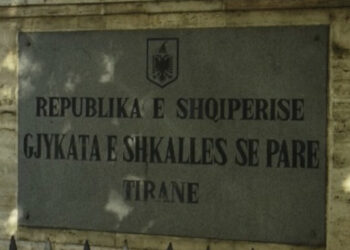 REPUBLIKA E SHQIPERISE
GJYKATA E SHKALLES SE PARE
TIRANE